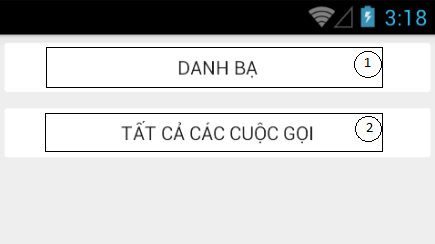 3:18
DANH BẠ 1
TẤT CẢ CÁC CUỘC GỌI 2